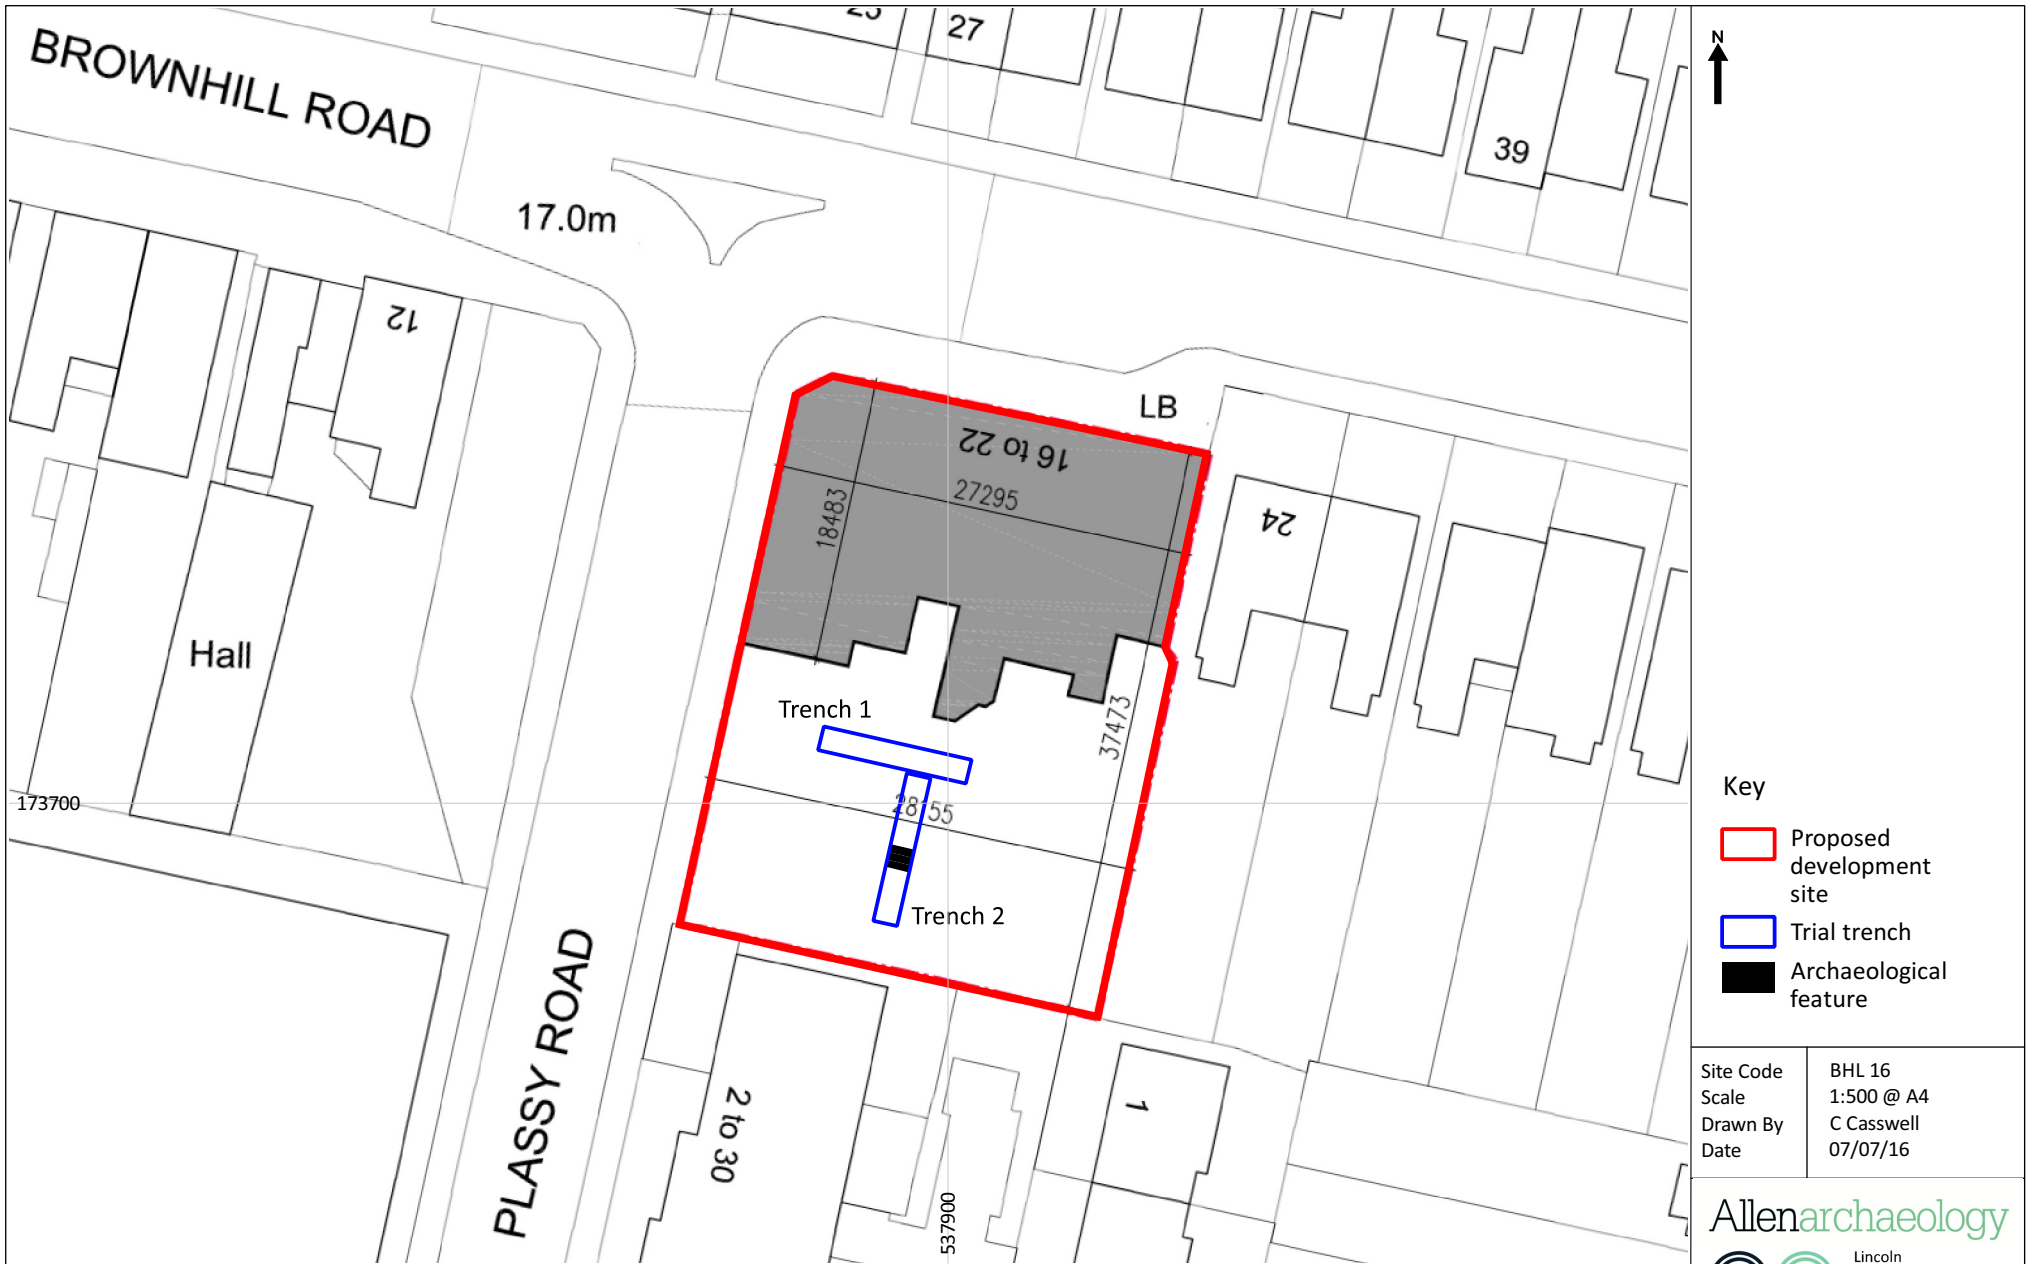 BROWNHILL ROAD
27
39
17.0m
12
LB
16 to 22
27295
18483
24
Hall
Trench 1
37473
173700
Trench 2
PLASSY ROAD
2 to 30
1
537900
N
Key
Proposed
development
site
Trial trench
Archaeological
feature
Site Code BHL 16
Scale 1:500 @ A4
Drawn By C Casswell
Date 07/07/16
Allenarchaeology
Lincoln